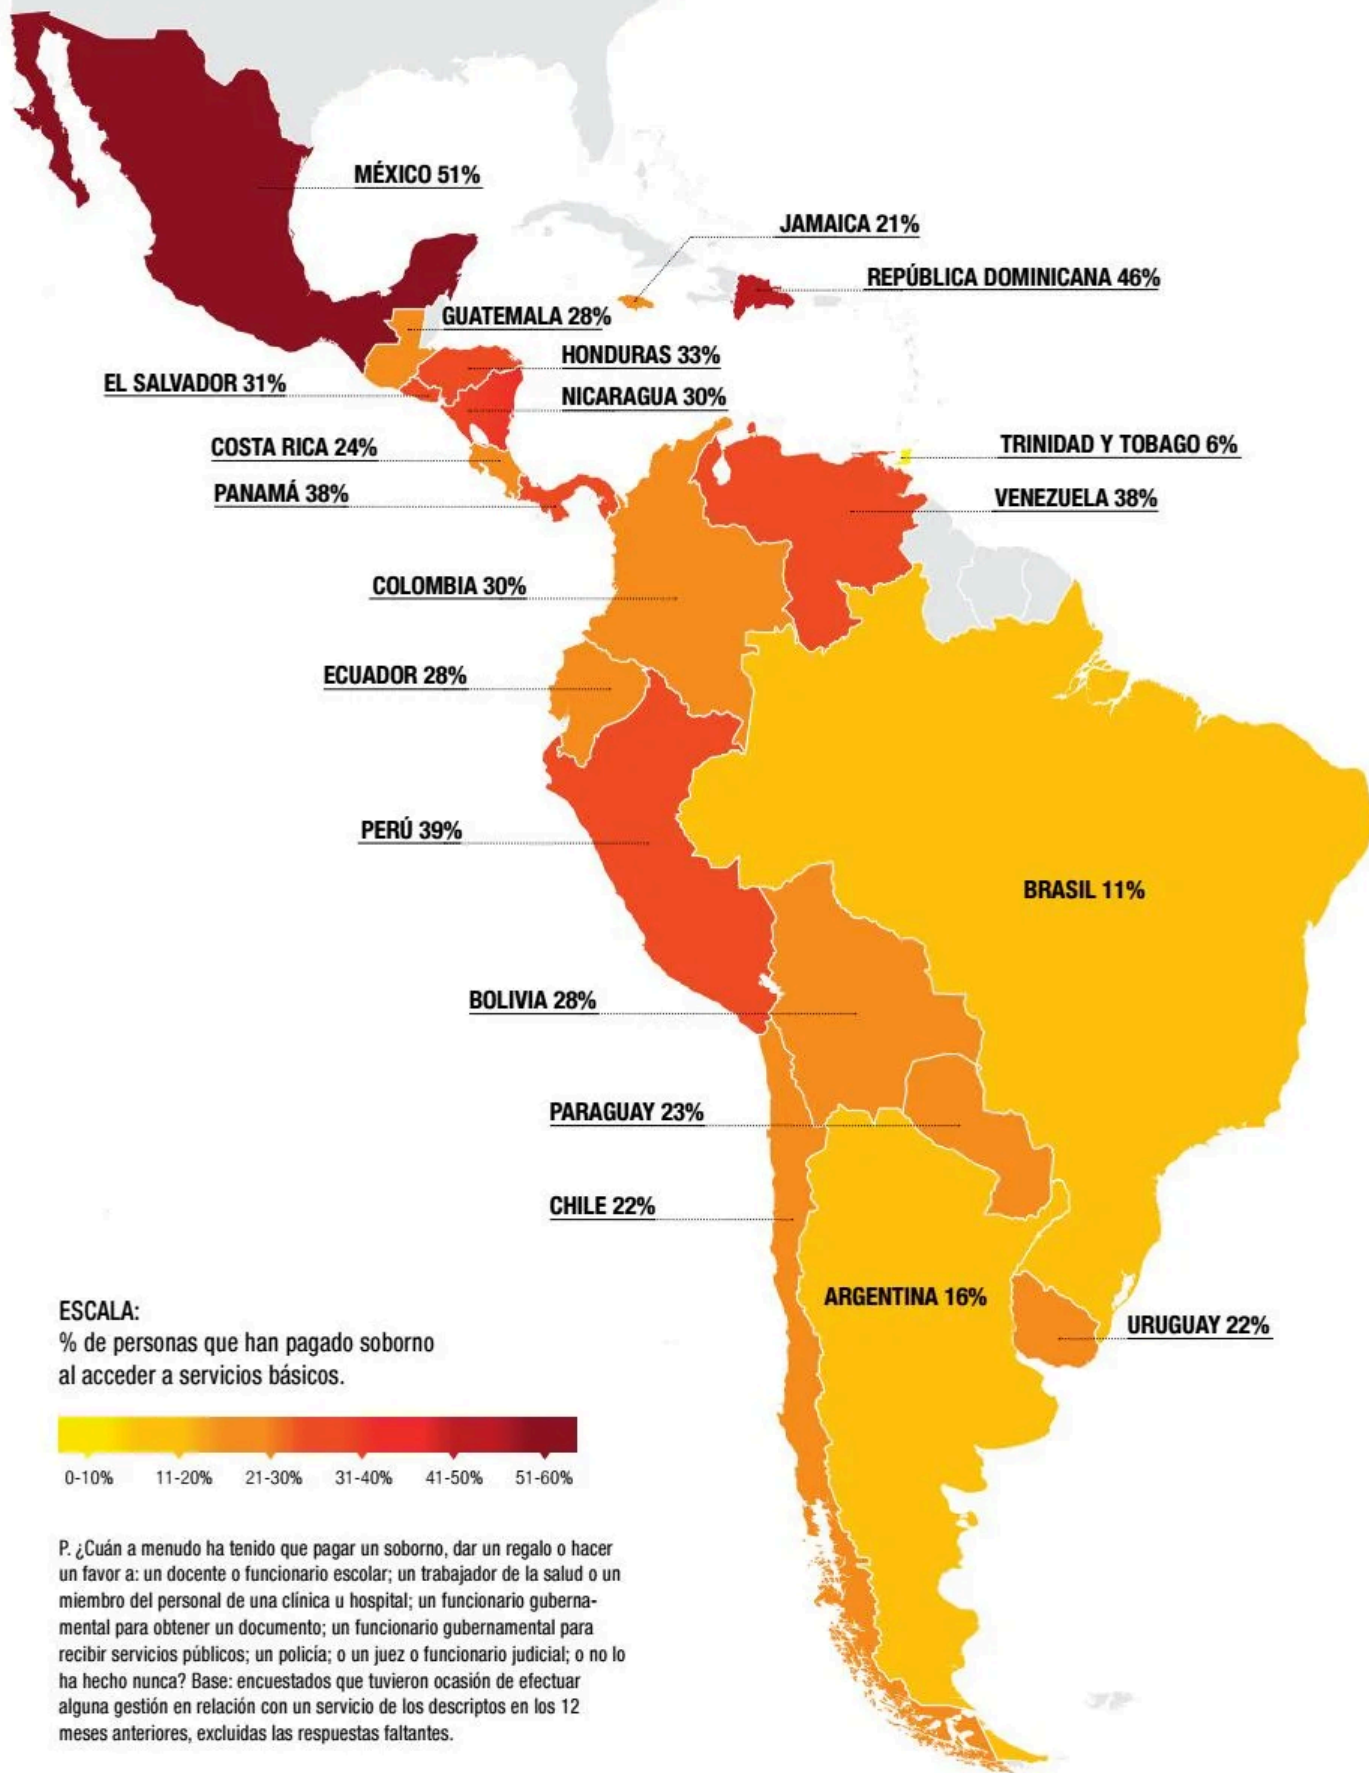 MÉXICO 51%
JAMAICA 21%
REPÚBLICA DOMINICANA 46%
GUATEMALA 28%
HONDURAS 33%
EL SALVADOR 31%
NICARAGUA 30%
COSTA RICA 24%
TRINIDAD Y TOBAGO 6%
PANAMÁ 38%
VENEZUELA 38%
COLOMBIA 30%
ECUADOR 28%
PERÚ 39%
BRASIL 11%
BOLIVIA 28%
PARAGUAY 23%
CHILE 22%
ARGENTINA 16%
URUGUAY 22%
ESCALA:
% de personas que han pagado soborno
al acceder a servicios básicos.
0-10% 11-20% 21-30% 31-40% 41-50% 51-60%
P. ¿Cuán a menudo ha tenido que pagar un soborno, dar un regalo o hacer
un favor a: un docente o funcionario escolar; un trabajador de la salud o un
miembro del personal de una clínica u hospital; un funcionario guberna-
mental para obtener un documento; un funcionario gubernamental para
recibir servicios públicos; un policía; o un juez o funcionario judicial; o no lo
ha hecho nunca? Base: encuestados que tuvieron ocasión de efectuar
alguna gestión en relación con un servicio de los descriptos en los 12
meses anteriores, excluidas las respuestas faltantes.